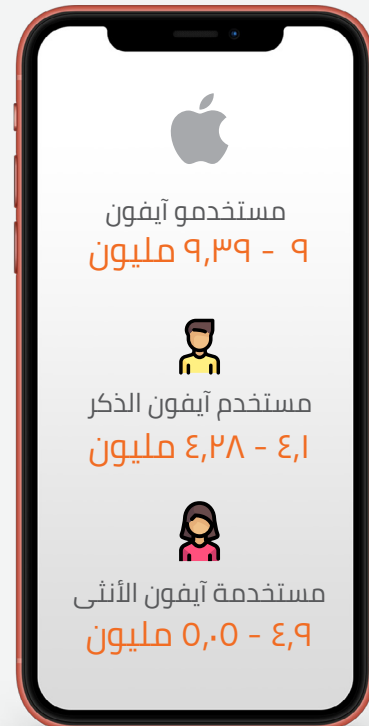 مستخدمو آيفون
٩ - ٩,٣٩ مليون
مستخدم آيفون الذكر
٤,١ - ٤,٢٨ مليون
مستخدمة آيفون الأنثى
٤,٩ - ٥,٠٥ مليون